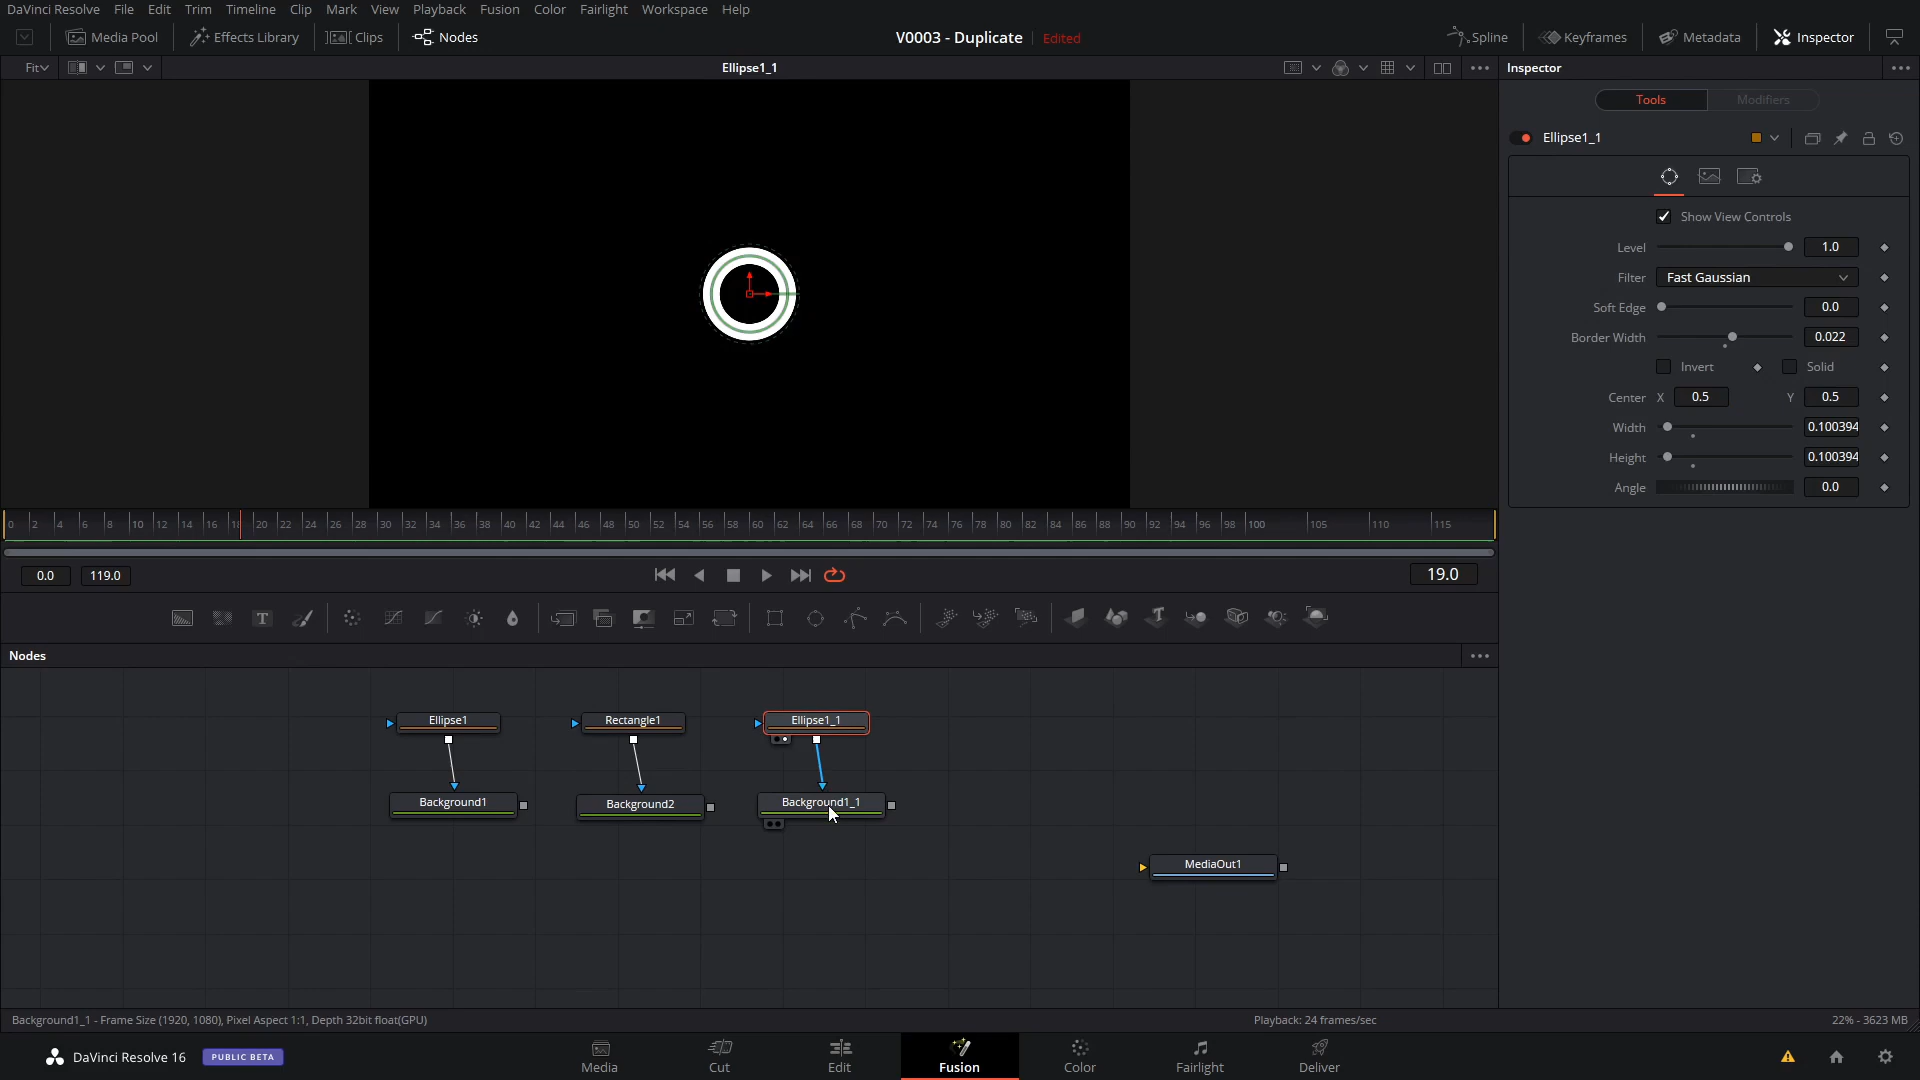 DaVinci Resolve File Edit Trim Timeline Clip Mark View Playback Fusion Color Fairlight Workspace Help
Media Pool Effects Library Clips Nodes V0003 - Duplicate Edited Spline Keyframes Metadata Inspector
Fit Ellipse1_1 Inspector
Tools Modifiers
Ellipse1_1
Show View Controls
Level 1.0
Filter Fast Gaussian
Soft Edge 0.0
Border Width 0.022
Invert Solid
Center X 0.5 Y 0.5
Width 0.100394
Height 0.100394
Angle 0.0
0 2 4 6 8 10 12 14 16 18 20 22 24 26 28 30 32 34 36 38 40 42 44 46 48 50 52 54 56 58 60 62 64 66 68 70 72 74 76 78 80 82 84 86 88 90 92 94 96 98 100 105 110 115
0.0 119.0 19.0
Nodes
Ellipse1 Rectangle1 Ellipse1_1
Background1 Background2 Background1_1
MediaOut1
Background1_1 - Frame Size (1920, 1080), Pixel Aspect 1:1, Depth 32bit float(GPU) Playback: 24 frames/sec 22% - 3623 MB
DaVinci Resolve 16 PUBLIC BETA Media Cut Edit Fusion Color Fairlight Deliver